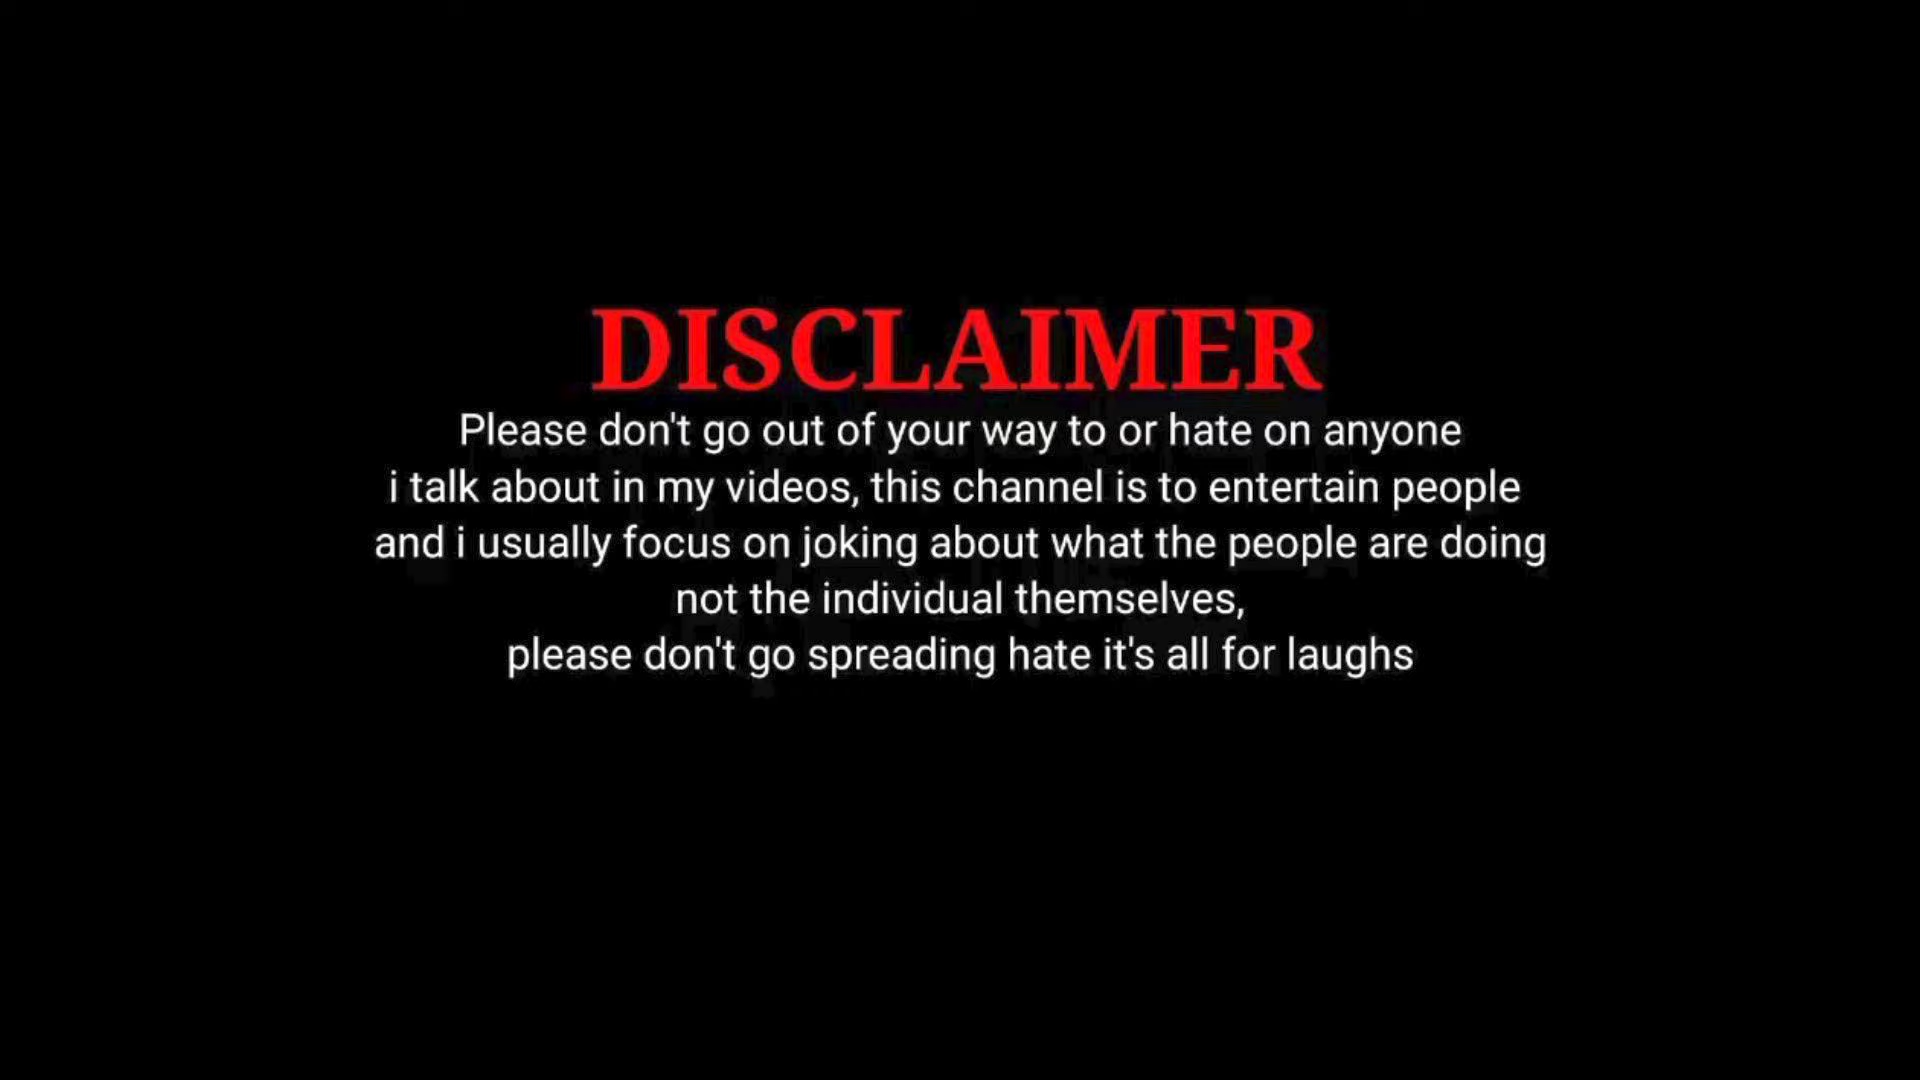 DISCLAIMER
Please don't go out of your way to or hate on anyone
i talk about in my videos, this channel is to entertain people
and i usually focus on joking about what the people are doing
not the individual themselves,
please don't go spreading hate it's all for laughs